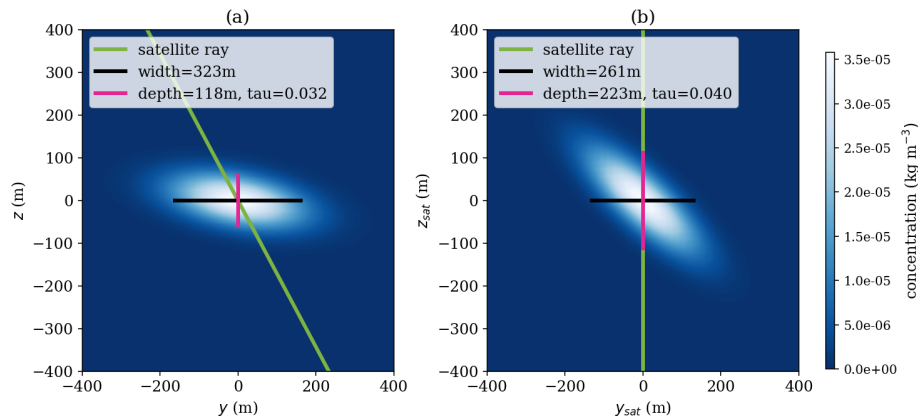 (a)
satellite ray
width=323m
depth=118m, tau=0.032
z (m)
400
300
200
100
0
−100
−200
−300
−400
−400
−200
0
200
400
y (m)
(b)
satellite ray
width=261m
depth=223m, tau=0.040
z_sat (m)
400
300
200
100
0
−100
−200
−300
−400
−400
−200
0
200
400
y_sat (m)
3.5e-05
3.0e-05
2.5e-05
2.0e-05
1.5e-05
1.0e-05
5.0e-06
0.0e+00
concentration (kg m⁻³)